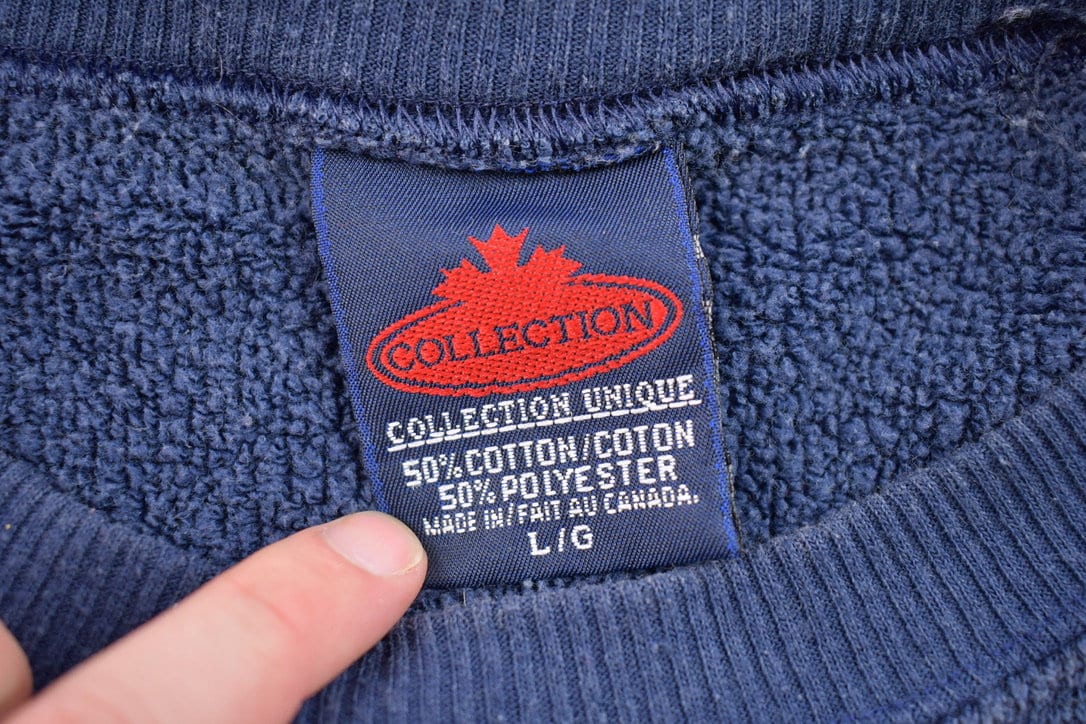 COLLECTION
COLLECTION UNIQUE
50% COTTON/COTON
50% POLYESTER
MADE IN/FAIT AU CANADA.
L/G